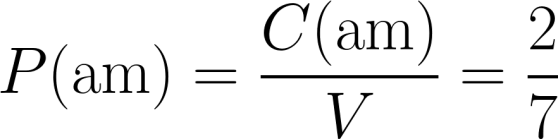 P(am) = C(am)/V = 2/7